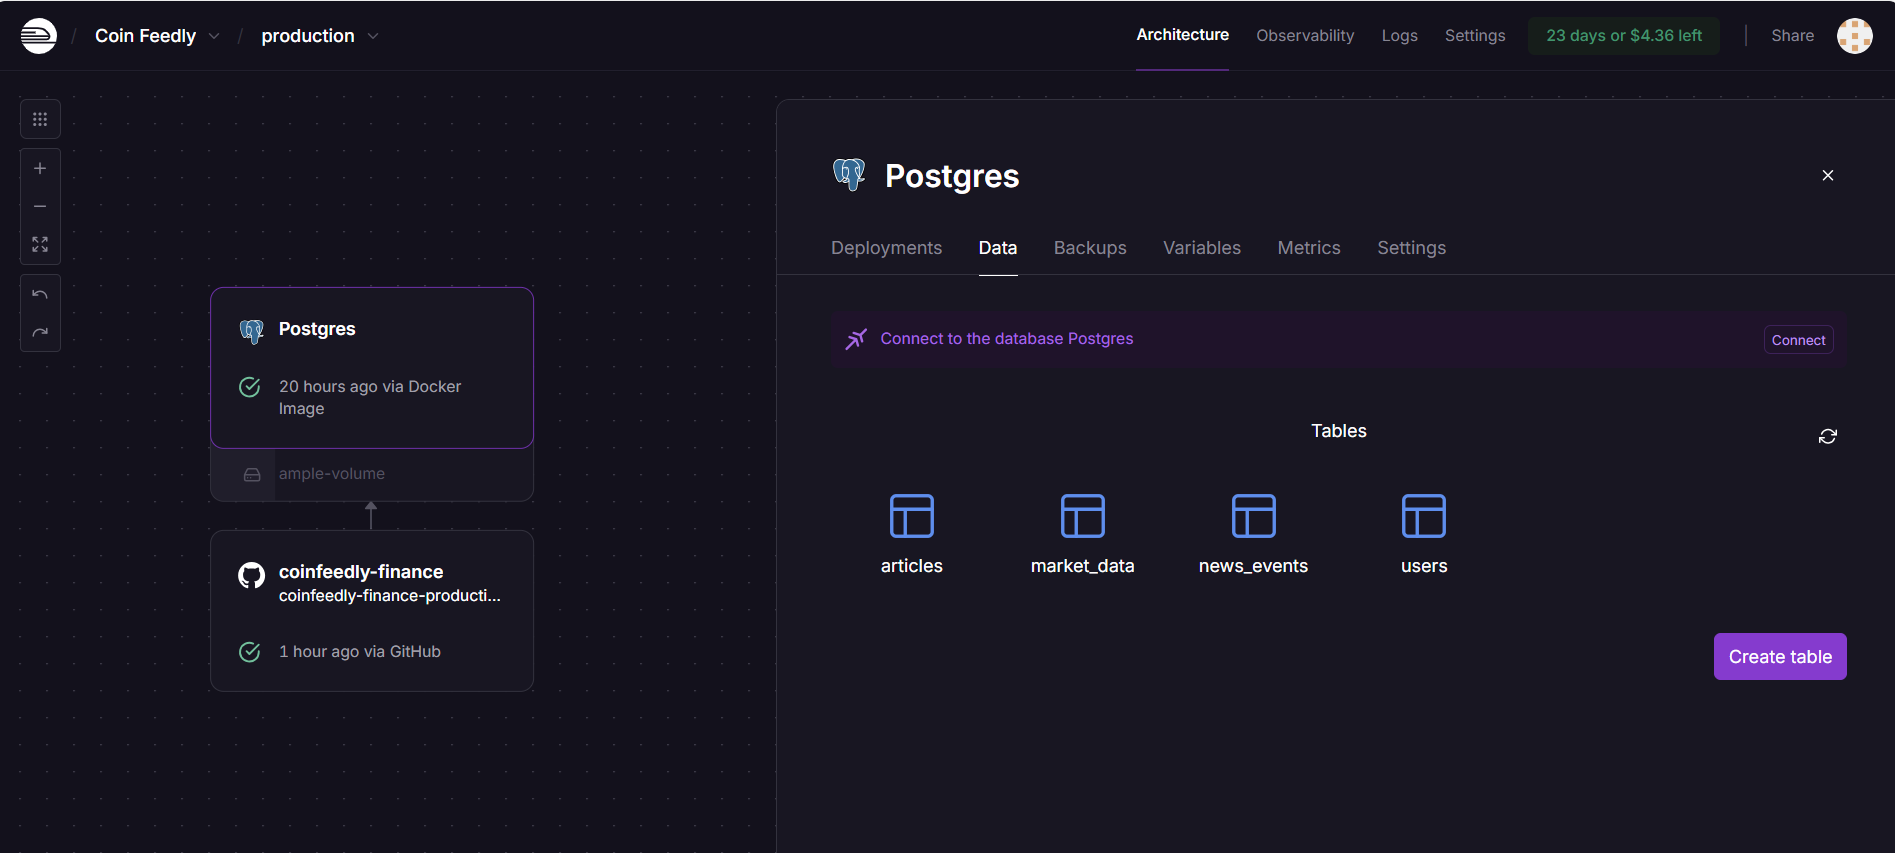 / Coin Feedly / production
Architecture Observability Logs Settings 23 days or $4.36 left Share
Postgres
20 hours ago via Docker
Image
ample-volume
coinfeedly-finance
coinfeedly-finance-producti...
1 hour ago via GitHub
Postgres
Deployments Data Backups Variables Metrics Settings
Connect to the database Postgres Connect
Tables
articles market_data news_events users
Create table